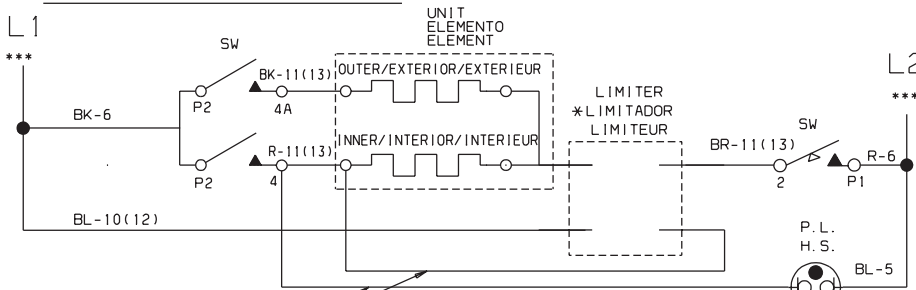 UNIT
ELEMENTO
ELEMENT
L1
SW
L2
***
***
BK-11(13)
OUTER/EXTERIOR/EXTERIEUR
P2
4A
LIMITER
*LIMITADOR
LIMITEUR
BK-6
SW
R-11(13)
INNER/INTERIOR/INTERIEUR
BR-11(13)
R-6
P2
4
2
P1
BL-10(12)
P.L.
H.S.
BL-5